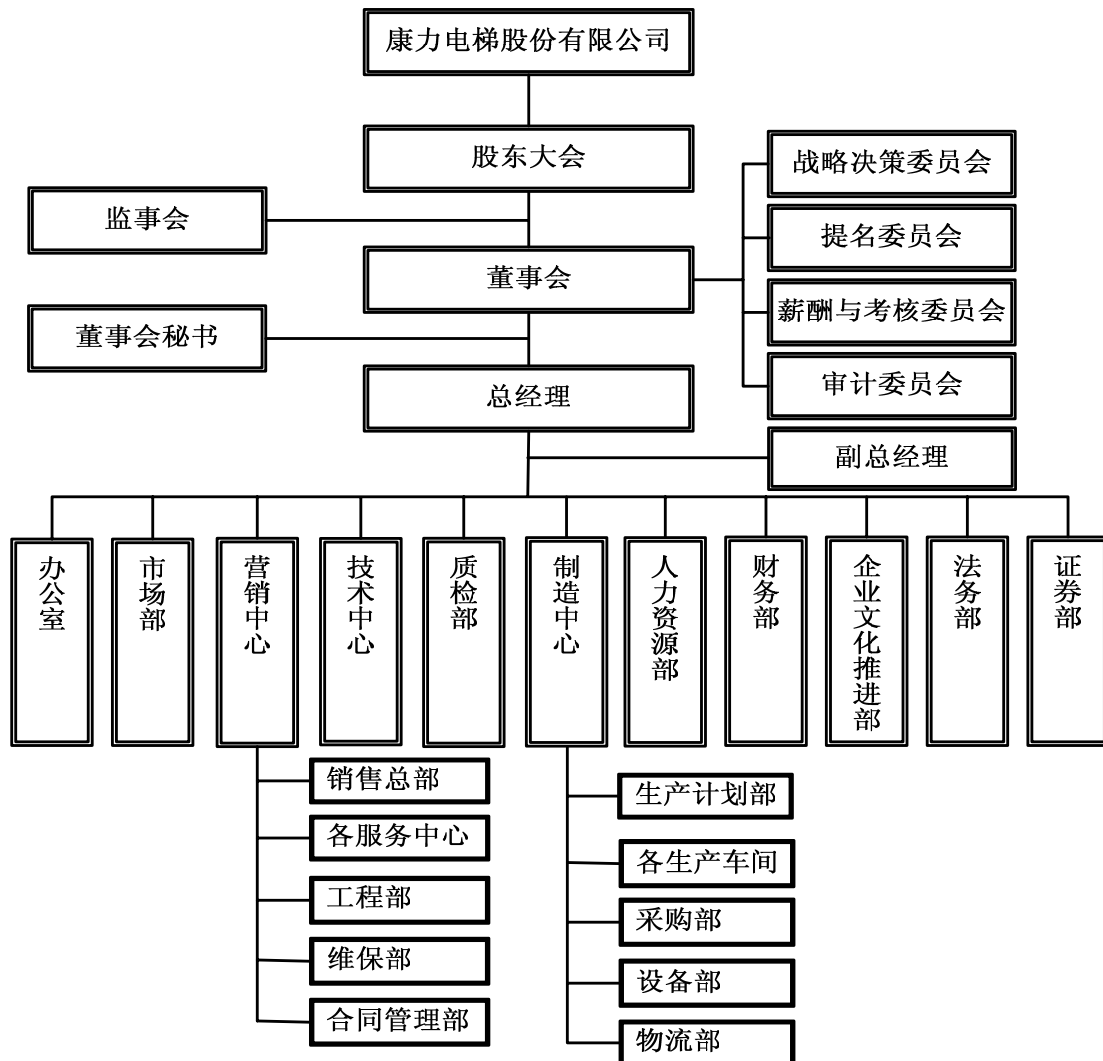 康力电梯股份有限公司
股东大会
战略决策委员会
监事会
提名委员会
董事会
薪酬与考核委员会
董事会秘书
审计委员会
总经理
副总经理
办公室
市场部
营销中心
技术中心
质检部
制造中心
人力资源部
财务部
企业文化推进部
法务部
证券部
销售总部
各服务中心
工程部
维保部
合同管理部
生产计划部
各生产车间
采购部
设备部
物流部